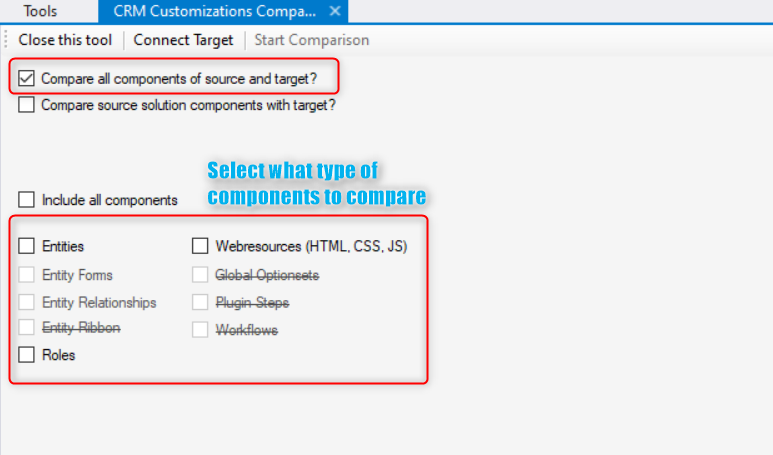 Tools
CRM Customizations Compa...
Close this tool
Connect Target
Start Comparison
Compare all components of source and target?
Compare source solution components with target?
Select what type of
components to compare
Include all components
Entities
Webresources (HTML, CSS, JS)
Entity Forms
Global Optionsets
Entity Relationships
Plugin Steps
Entity Ribbon
Workflows
Roles